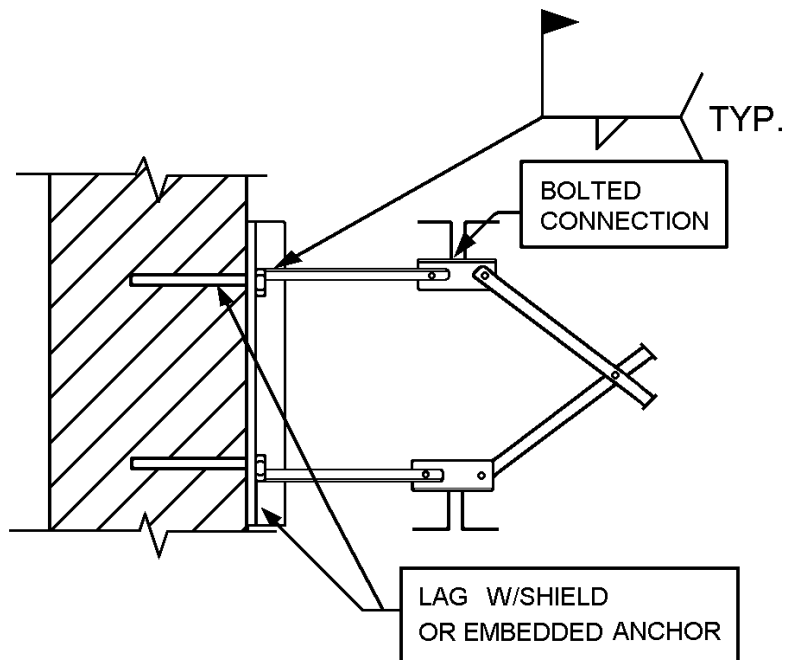 TYP.
BOLTED
CONNECTION
LAG W/SHIELD
OR EMBEDDED ANCHOR